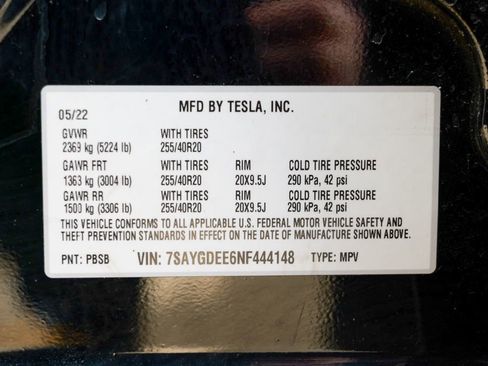 MFD BY TESLA, INC.
05/22
GVWR WITH TIRES
2369 kg (5224 lb) 255/40R20
GAWR FRT WITH TIRES RIM COLD TIRE PRESSURE
1363 kg (3004 lb) 255/40R20 20X9.5J 290 kPa, 42 psi
GAWR RR WITH TIRES RIM COLD TIRE PRESSURE
1500 kg (3306 lb) 255/40R20 20X9.5J 290 kPa, 42 psi
THIS VEHICLE CONFORMS TO ALL APPLICABLE U.S. FEDERAL MOTOR VEHICLE SAFETY AND
THEFT PREVENTION STANDARDS IN EFFECT ON THE DATE OF MANUFACTURE SHOWN ABOVE.
PNT: PBSB VIN: 7SAYGDEE6NF444148 TYPE: MPV